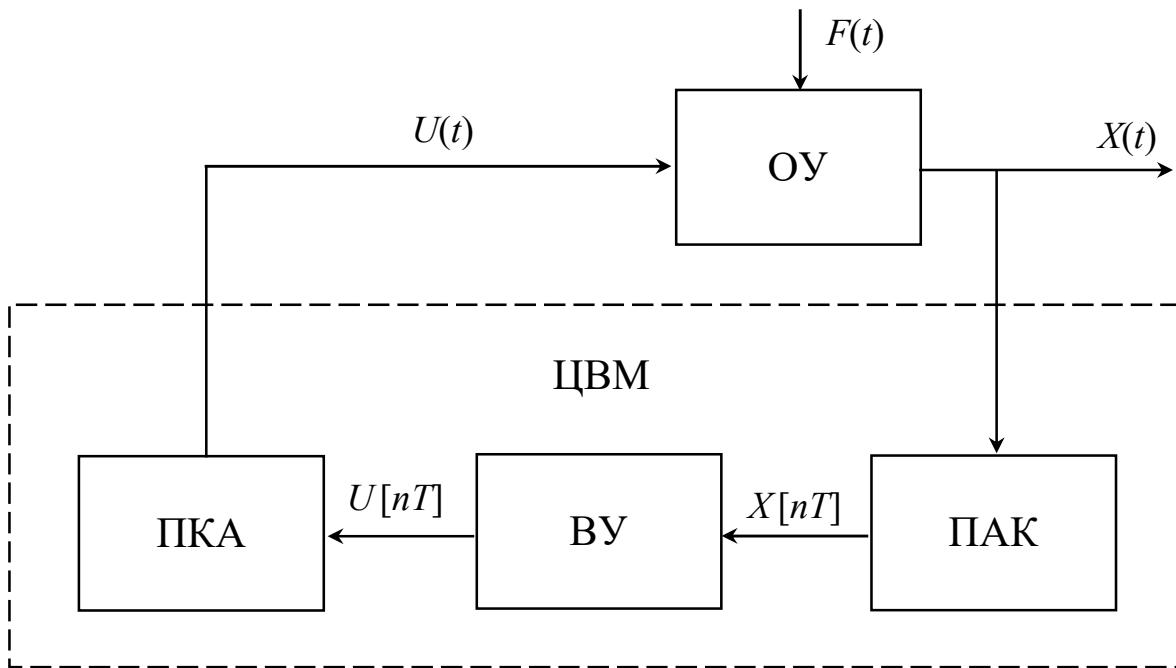 F(t)
U(t)
ОУ
X(t)
ЦВМ
ПКА
U[nT]
ВУ
X[nT]
ПАК